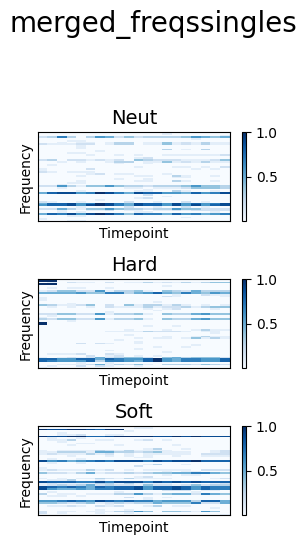 merged_freqssingles
Neut
Frequency
1.0
0.5
Timepoint
Hard
Frequency
1.0
0.5
Timepoint
Soft
Frequency
1.0
0.5
Timepoint